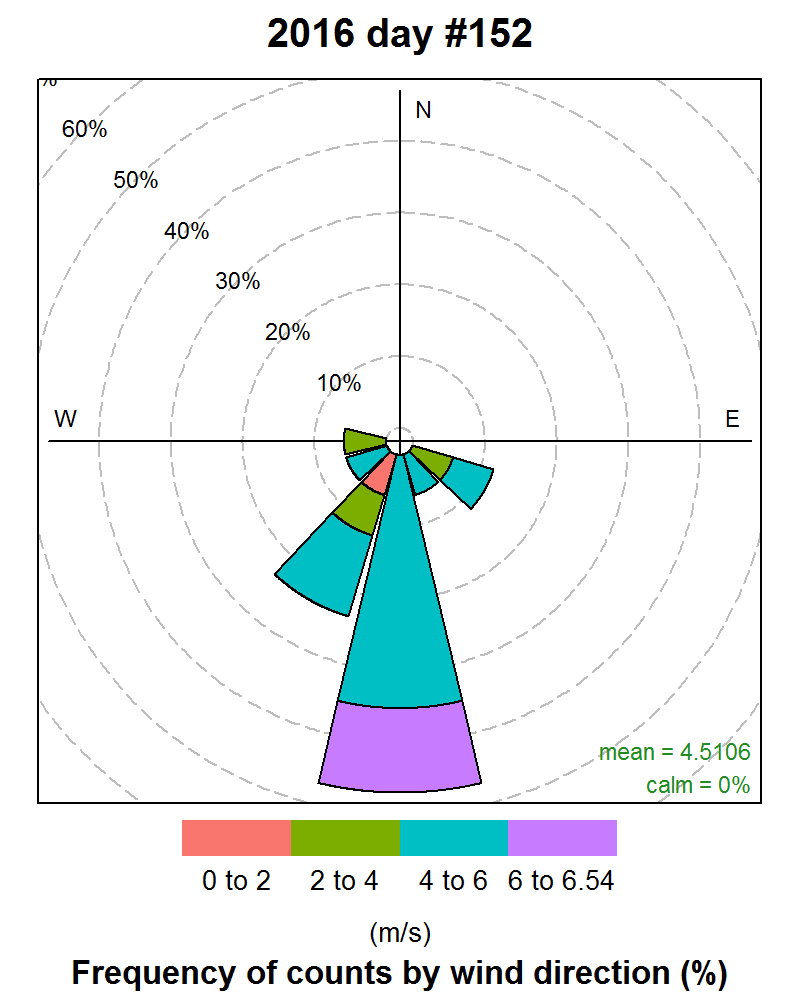 2016 day #152
%
60%
N
50%
40%
30%
20%
10%
W
E
mean = 4.5106
calm = 0%
0 to 2 2 to 4 4 to 6 6 to 6.54
(m/s)
Frequency of counts by wind direction (%)